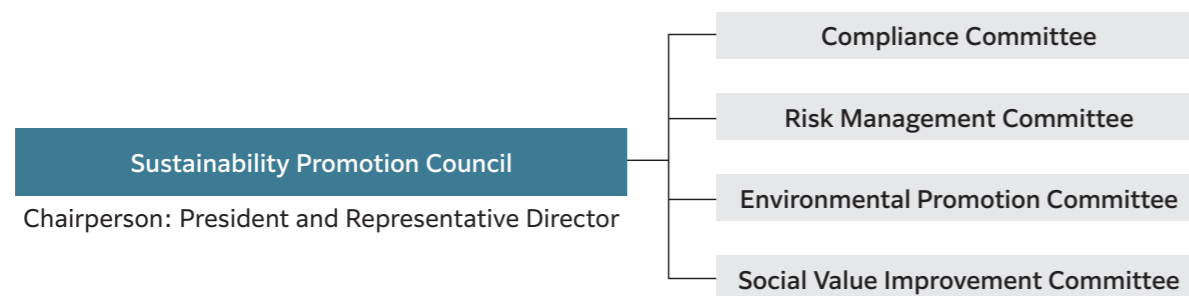 Compliance Committee
Risk Management Committee
Sustainability Promotion Council
Chairperson: President and Representative Director
Environmental Promotion Committee
Social Value Improvement Committee